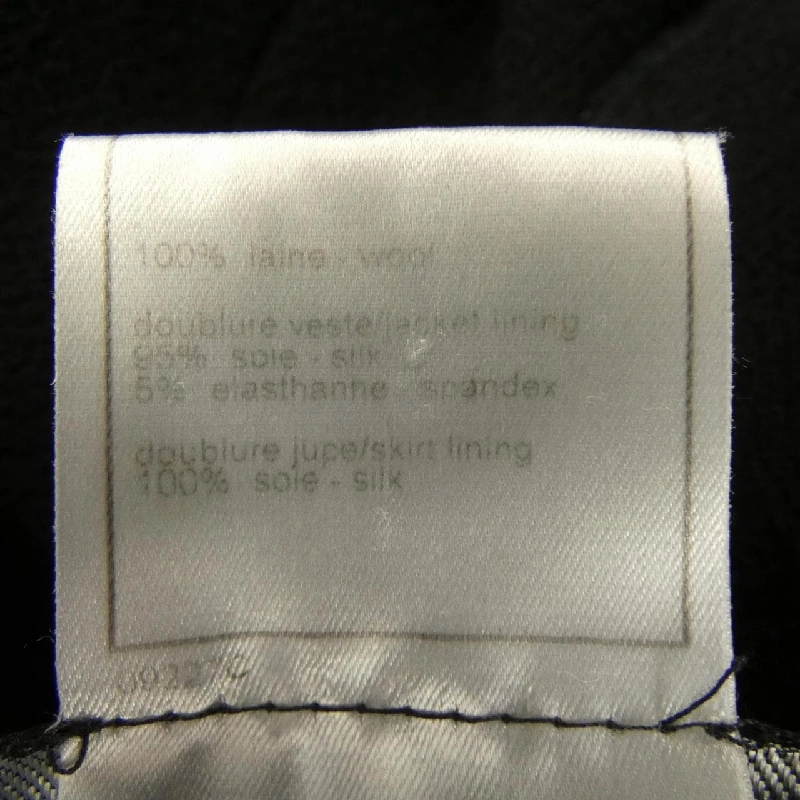 100% laine - wool
doublure veste/jacket lining
95% soie - silk
5% elasthanne spandex
doublure jupe/skirt lining
100% soie - silk